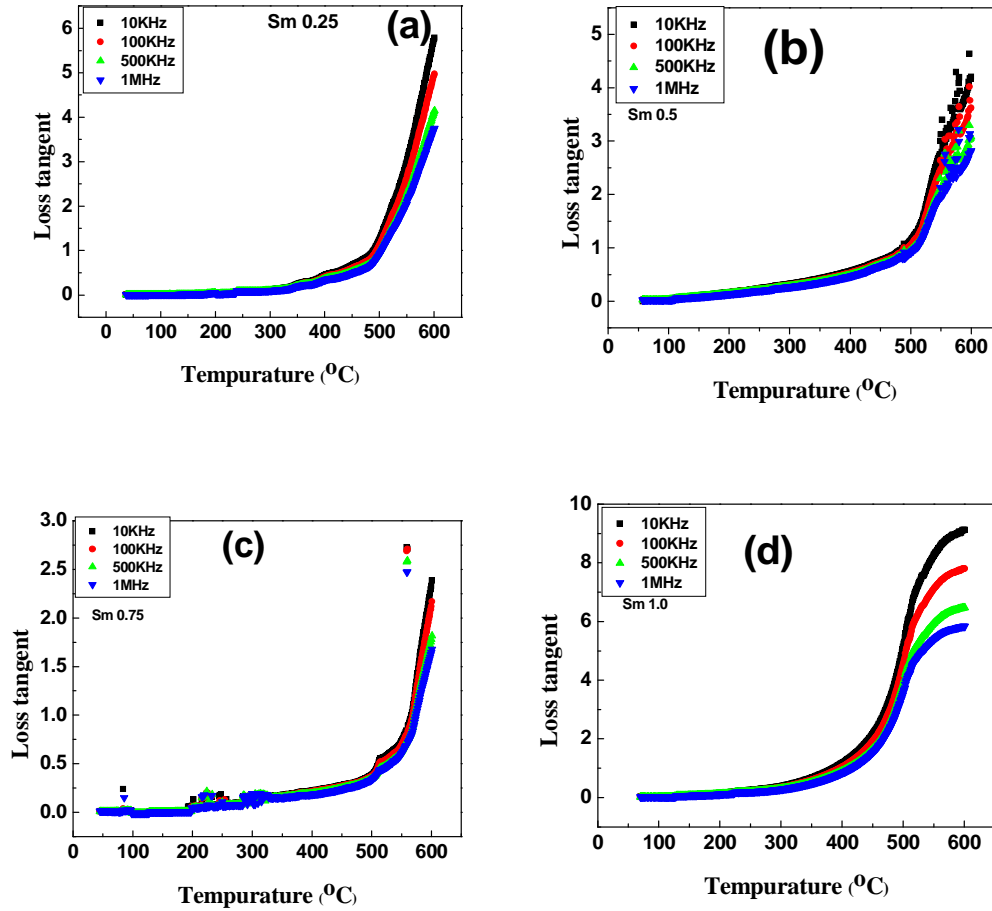 Sm 0.25
(a)
10KHz
100KHz
500KHz
1MHz
Loss tangent
6
5
4
3
2
1
0
0 100 200 300 400 500 600
Tempurature (°C)
(b)
10KHz
100KHz
500KHz
1MHz
Sm 0.5
Loss tangent
5
4
3
2
1
0
0 100 200 300 400 500 600
Tempurature (°C)
(c)
10KHz
100KHz
500KHz
1MHz
Sm 0.75
Loss tangent
3.0
2.5
2.0
1.5
1.0
0.5
0.0
0 100 200 300 400 500 600
Tempurature (°C)
(d)
10KHz
100KHz
500KHz
1MHz
Sm 1.0
Loss tangent
10
8
6
4
2
0
0 100 200 300 400 500 600
Tempurature (°C)